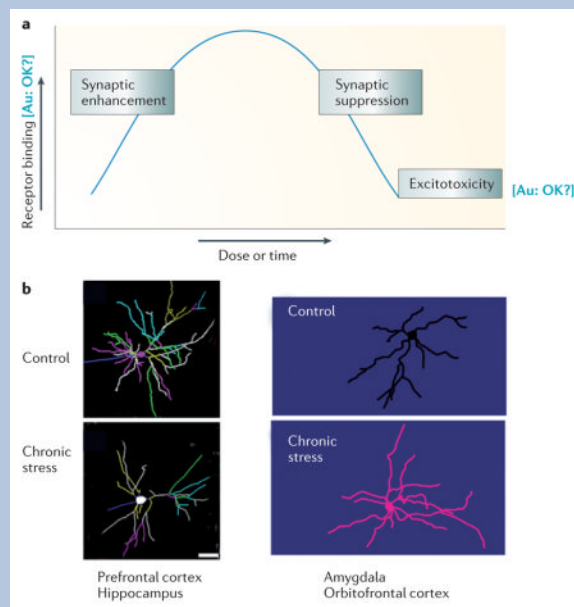 a
Synaptic
enhancement
Synaptic
suppression
Excitotoxicity
[Au: OK?]
Receptor binding [Au: OK?]
Dose or time
b
Control
Control
Chronic
stress
Chronic
stress
Prefrontal cortex
Hippocampus
Amygdala
Orbitofrontal cortex